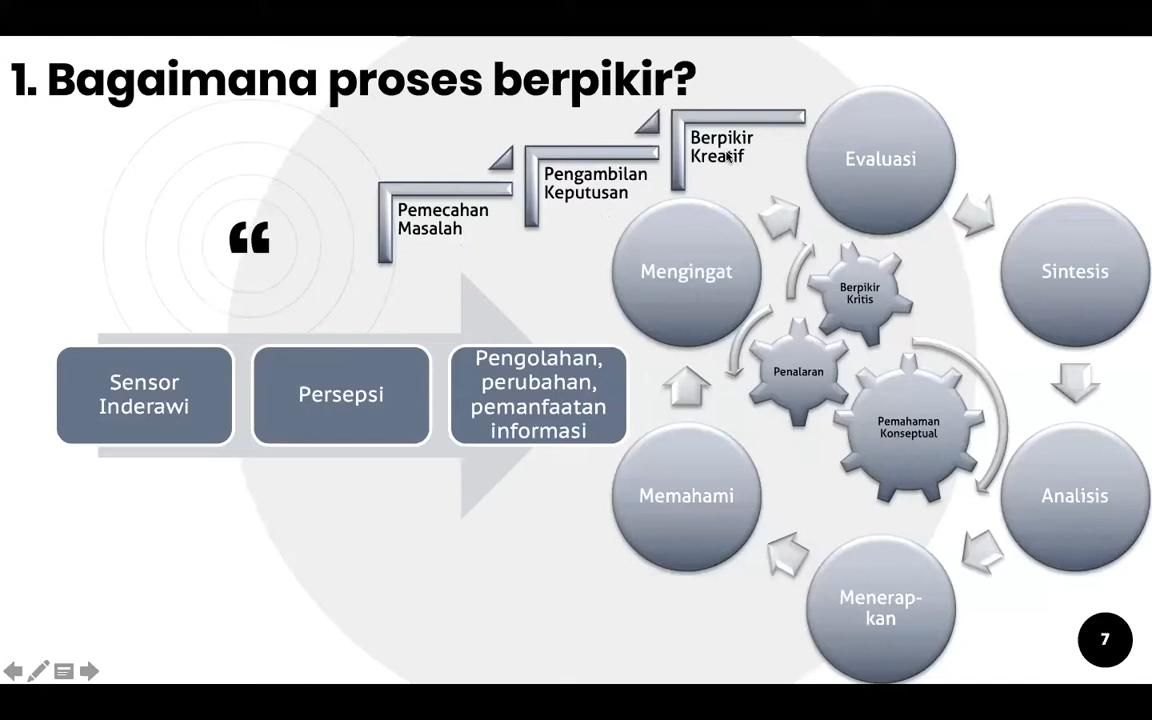 1. Bagaimana proses berpikir?
“
Berpikir
Kreatif
Pengambilan
Keputusan
Pemecahan
Masalah
Sensor
Inderawi
Persepsi
Pengolahan,
perubahan,
pemanfaatan
informasi
Evaluasi
Sintesis
Analisis
Menerap-
kan
Memahami
Mengingat
Berpikir
Kritis
Penalaran
Pemahaman
Konseptual
7